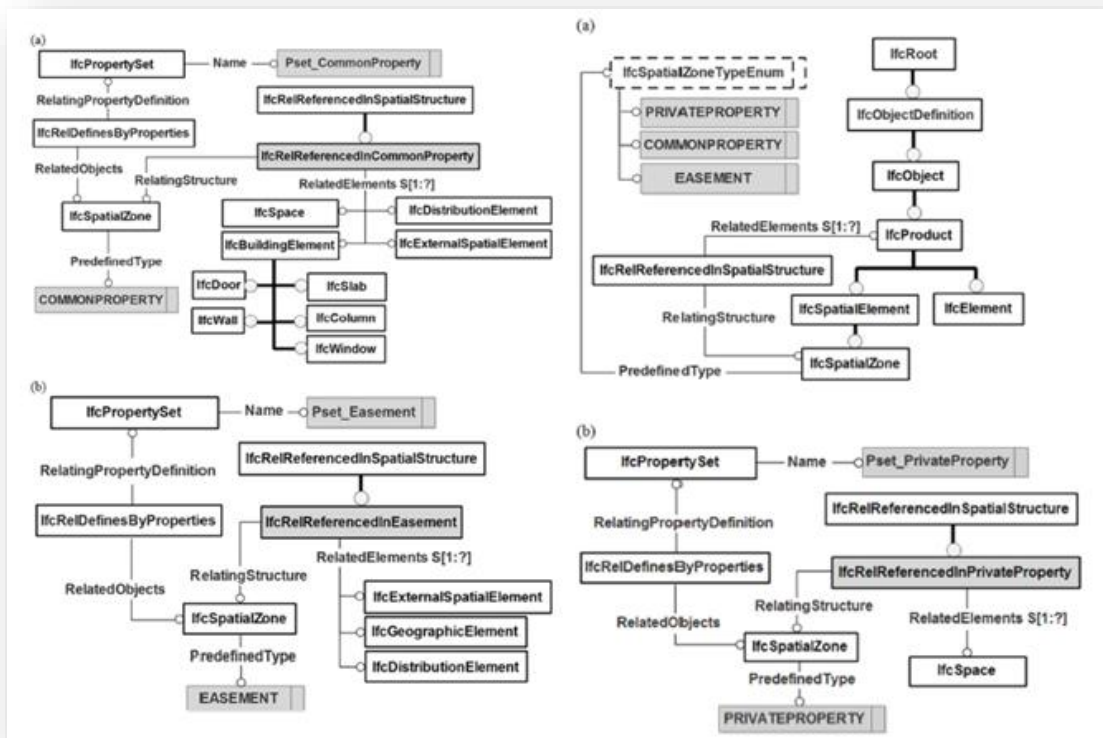 (a)
IfcPropertySet
Name
Pset_CommonProperty
RelatingPropertyDefinition
IfcRelReferencedInSpatialStructure
IfcRelDefinesByProperties
IfcRelReferencedInCommonProperty
RelatedObjects
RelatingStructure
RelatedElements S[1:?]
IfcSpatialZone
IfcSpace
IfcDistributionElement
IfcBuildingElement
IfcExternalSpatialElement
PredefinedType
COMMONPROPERTY
IfcDoor
IfcSlab
IfcWall
IfcColumn
IfcWindow
(b)
IfcPropertySet
Name
Pset_Easement
RelatingPropertyDefinition
IfcRelReferencedInSpatialStructure
IfcRelDefinesByProperties
IfcRelReferencedInEasement
RelatedElements S[1:?]
RelatedObjects
RelatingStructure
IfcExternalSpatialElement
IfcSpatialZone
IfcGeographicElement
PredefinedType
IfcDistributionElement
EASEMENT
(a)
IfcSpatialZoneTypeEnum
IfcRoot
PRIVATEPROPERTY
IfcObjectDefinition
COMMONPROPERTY
EASEMENT
IfcObject
RelatedElements S[1:?]
IfcProduct
IfcRelReferencedInSpatialStructure
IfcSpatialElement
IfcElement
RelatingStructure
IfcSpatialZone
PredefinedType
(b)
IfcPropertySet
Name
Pset_PrivateProperty
RelatingPropertyDefinition
IfcRelReferencedInSpatialStructure
IfcRelDefinesByProperties
IfcRelReferencedInPrivateProperty
RelatingStructure
RelatedObjects
RelatedElements S[1:?]
IfcSpatialZone
IfcSpace
PredefinedType
PRIVATEPROPERTY